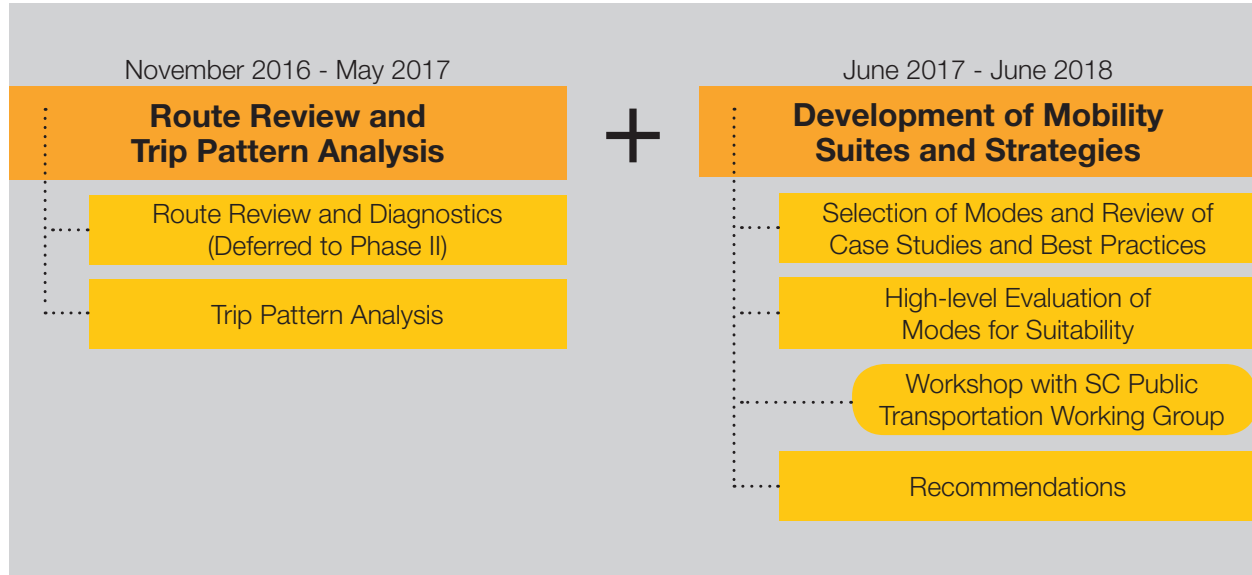 November 2016 - May 2017
Route Review and
Trip Pattern Analysis
Route Review and Diagnostics
(Deferred to Phase II)
Trip Pattern Analysis
+
June 2017 - June 2018
Development of Mobility
Suites and Strategies
Selection of Modes and Review of
Case Studies and Best Practices
High-level Evaluation of
Modes for Suitability
Workshop with SC Public
Transportation Working Group
Recommendations